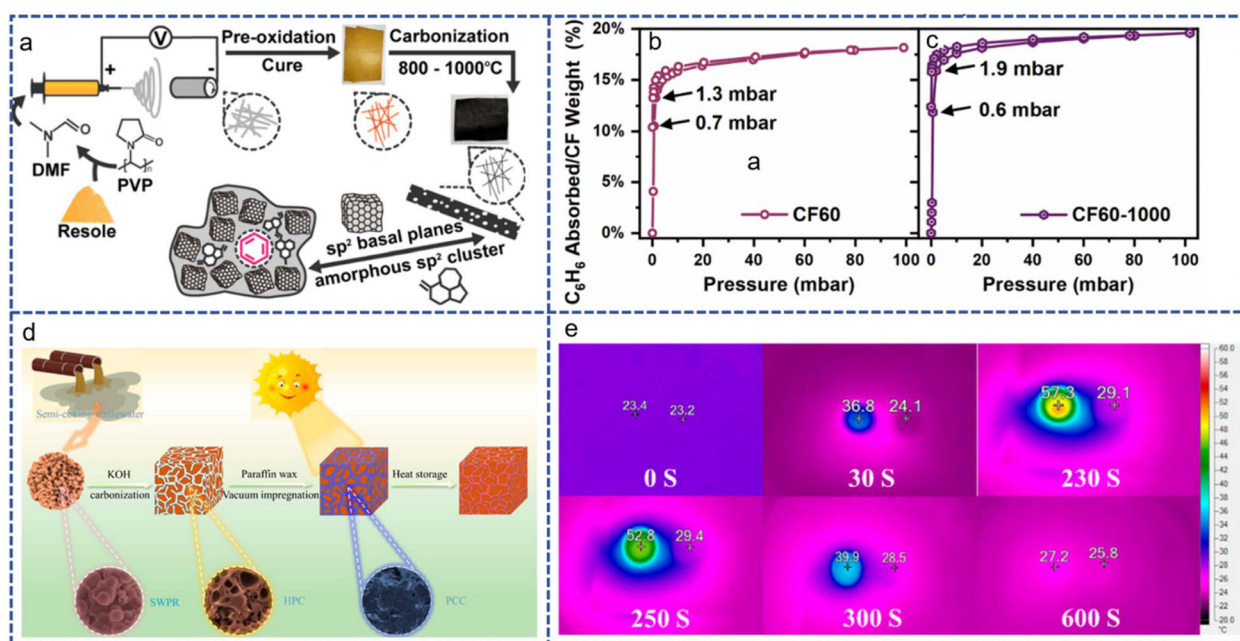 a
V
+
-
Pre-oxidation
Cure
Carbonization
800 - 1000°C
DMF
PVP
n
Resole
sp² basal planes
amorphous sp² cluster
C₆H₆ Absorbed/CF Weight (%)
20%
15%
10%
5%
0%
b
1.3 mbar
0.7 mbar
a
CF60
0 20 40 60 80 100
Pressure (mbar)
c
1.9 mbar
0.6 mbar
CF60-1000
0 20 40 60 80 100
Pressure (mbar)
d
Semi-coking wastewater
KOH
carbonization
Paraffin wax
Vacuum impregnation
Heat storage
SWPR
HPC
PCC
e
23.4 23.2
0 S
36.8 24.1
30 S
57.3 29.1
230 S
52.8 29.4
250 S
39.9 28.5
300 S
27.2 25.8
600 S
60.0
58
56
54
52
50
48
46
44
42
40
38
36
34
32
30
28
26
24
22
20.0
°C